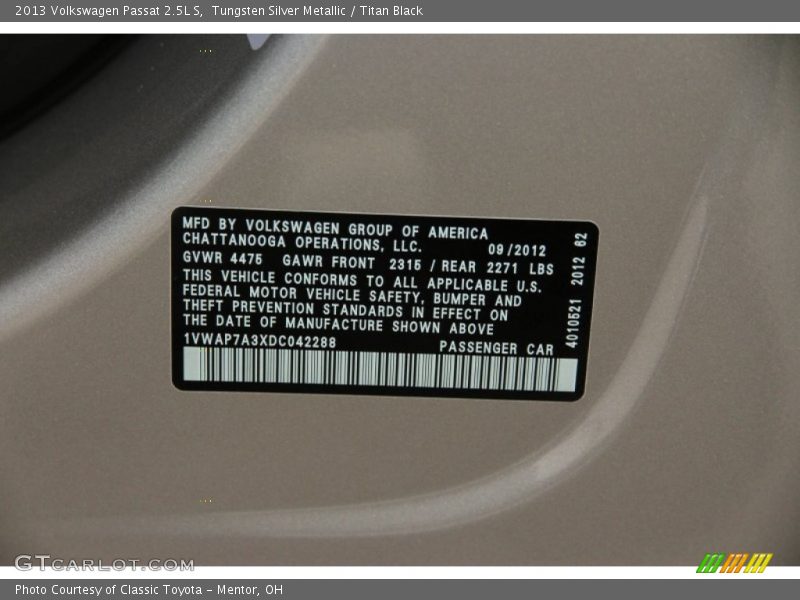 2013 Volkswagen Passat 2.5L S,  Tungsten Silver Metallic / Titan Black
MFD BY VOLKSWAGEN GROUP OF AMERICA
CHATTANOOGA OPERATIONS, LLC. 09/2012
GVWR 4475 GAWR FRONT 2315 / REAR 2271 LBS
THIS VEHICLE CONFORMS TO ALL APPLICABLE U.S.
FEDERAL MOTOR VEHICLE SAFETY, BUMPER AND
THEFT PREVENTION STANDARDS IN EFFECT ON
THE DATE OF MANUFACTURE SHOWN ABOVE
1VWAP7A3XDC042288 PASSENGER CAR
4010521 2012 62
GTCARLOT.COM
Photo Courtesy of Classic Toyota - Mentor, OH